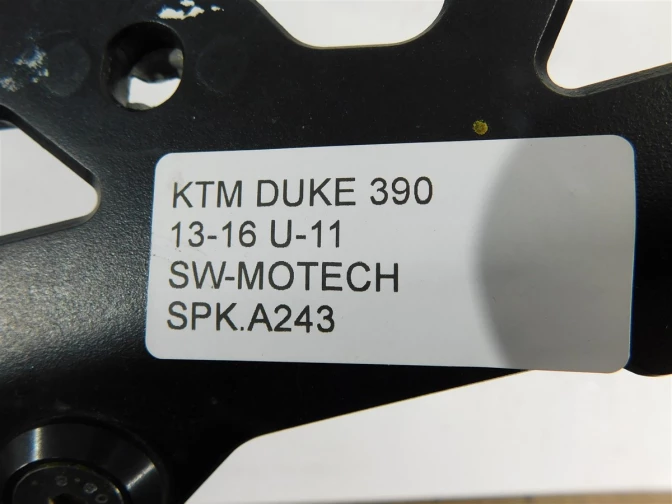 KTM DUKE 390
13-16 U-11
SW-MOTECH
SPK.A243